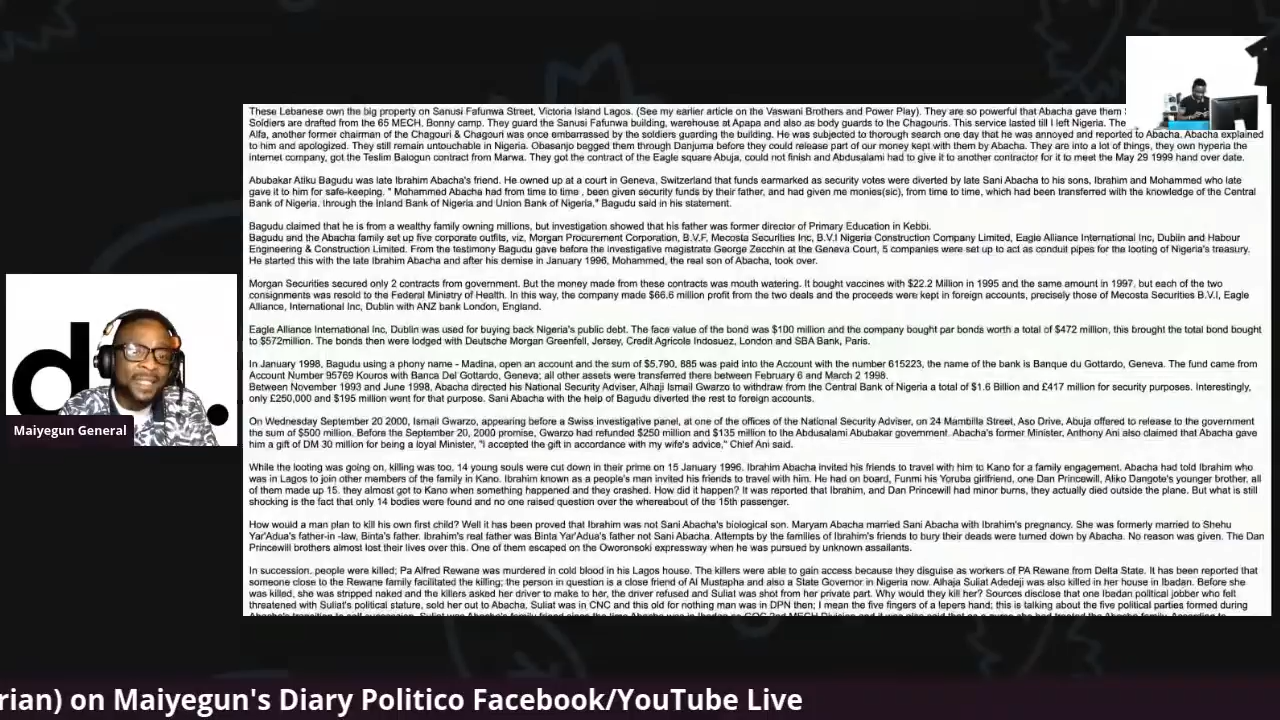 These Lebanese own the big property on Sanusi Fafunwa Street, Victoria Island Lagos. (See my earlier article on the Vaswani Brothers and Power Play). They are so powerful that Abacha gave them
Soldiers are drafted from the 65 MECH. Bonny camp. They guard the Sanusi Fafunwa building, warehouse at Apapa and also as body guards to the Chagouris. This service lasted till I left Nigeria. The
Alfa, another former chairman of the Chagouri & Chagouri was once embarrassed by the soldiers guarding the building. He was subjected to thorough search one day that he was annoyed and reported to Abacha. Abacha explained
to him and apologized. They still remain untouchable in Nigeria. Obasanjo begged them through Danjuma before they could release part of our money kept with them by Abacha. They are into a lot of things, they own hyperia the
internet company, got the Teslim Balogun contract from Marwa. They got the contract of the Eagle square Abuja, could not finish and Abdusalami had to give it to another contractor for it to meet the May 29 1999 hand over date.
Abubakar Atiku Bagudu was late Ibrahim Abacha's friend. He owned up at a court in Geneva, Switzerland that funds earmarked as security votes were diverted by late Sani Abacha to his sons, Ibrahim and Mohammed who late
gave it to him for safe-keeping. " Mohammed Abacha had from time to time , been given security funds by their father, and had given me monies(sic), from time to time, which had been transferred with the knowledge of the Central
Bank of Nigeria. through the Inland Bank of Nigeria and Union Bank of Nigeria," Bagudu said in his statement.
Bagudu claimed that he is from a wealthy family owning millions, but investigation showed that his father was former director of Primary Education in Kebbi.
Bagudu and the Abacha family set up five corporate outfits, viz, Morgan Procurement Corporation, B.V.F, Mecosta Securities Inc, B.V.I Nigeria Construction Company Limited, Eagle Alliance International Inc, Dublin and Habour
Engineering & Construction Limited. From the testimony Bagudu gave before the investigative magistrate George Zecchin at the Geneva Court, 5 companies were set up to act as conduit pipes for the looting of Nigeria's treasury.
He started this with the late Ibrahim Abacha and after his demise in January 1996, Mohammed, the real son of Abacha, took over.
Morgan Securities secured only 2 contracts from government. But the money made from these contracts was mouth watering. It bought vaccines with $22.2 Million in 1995 and the same amount in 1997, but each of the two
consignments was resold to the Federal Ministry of Health. In this way, the company made $66.6 million profit from the two deals and the proceeds were kept in foreign accounts, precisely those of Mecosta Securities B.V.I, Eagle
Alliance, International Inc, Dublin with ANZ bank London, England.
Eagle Alliance International Inc, Dublin was used for buying back Nigeria's public debt. The face value of the bond was $100 million and the company bought par bonds worth a total of $472 million, this brought the total bond bought
to $572million. The bonds then were lodged with Deutsche Morgan Greenfell, Jersey, Credit Agricole Indosuez, London and SBA Bank, Paris.
In January 1998, Bagudu using a phony name - Madina, open an account and the sum of $5,790, 885 was paid into the Account with the number 615223, the name of the bank is Banque du Gottardo, Geneva. The fund came from
Account Number 95769 Kouros with Banca Del Gottardo, Geneva; all other assets were transferred there between February 6 and March 2 1998.
Between November 1993 and June 1998, Abacha directed his National Security Adviser, Alhaji Ismail Gwarzo to withdraw from the Central Bank of Nigeria a total of $1.6 Billion and £417 million for security purposes. Interestingly,
only £250,000 and $195 million went for that purpose. Sani Abacha with the help of Bagudu diverted the rest to foreign accounts.
On Wednesday September 20 2000, Ismail Gwarzo, appearing before a Swiss investigative panel, at one of the offices of the National Security Adviser, on 24 Mambilla Street, Aso Drive, Abuja offered to release to the government
the sum of $500 million. Before the September 20, 2000 promise, Gwarzo had refunded $250 million and $135 million to the Abdusalami Abubakar government. Abacha's former Minister, Anthony Ani also claimed that Abacha gave
him a gift of DM 30 million for being a loyal Minister, "I accepted the gift in accordance with my wife's advice," Chief Ani said.
While the looting was going on, killing was too. 14 young souls were cut down in their prime on 15 January 1996. Ibrahim Abacha invited his friends to travel with him to Kano for a family engagement. Abacha had told Ibrahim who
was in Lagos to join other members of the family in Kano. Ibrahim known as a people's man invited his friends to travel with him. He had on board, Funmi his Yoruba girlfriend, one Dan Princewill, Aliko Dangote's younger brother, all
of them made up 15. they almost got to Kano when something happened and they crashed. How did it happen? It was reported that Ibrahim, and Dan Princewill had minor burns, they actually died outside the plane. But what is still
shocking is the fact that only 14 bodies were found and no one raised question over the whereabout of the 15th passenger.
How would a man plan to kill his own first child? Well it has been proved that Ibrahim was not Sani Abacha's biological son. Maryam Abacha married Sani Abacha with Ibrahim's pregnancy. She was formerly married to Shehu
Yar'Adua's father-in -law, Binta's father. Ibrahim's real father was Binta Yar'Adua's father not Sani Abacha. Attempts by the families of Ibrahim's friends to bury their deads were turned down by Abacha. No reason was given. The Dan
Princewill brothers almost lost their lives over this. One of them escaped on the Oworonsoki expressway when he was pursued by unknown assailants.
In succession. people were killed; Pa Alfred Rewane was murdered in cold blood in his Lagos house. The killers were able to gain access because they disguise as workers of PA Rewane from Delta State. It has been reported that
someone close to the Rewane family facilitated the killing; the person in question is a close friend of Al Mustapha and also a State Governor in Nigeria now. Alhaja Suliat Adedeji was also killed in her house in Ibadan. Before she
was killed, she was stripped naked and the killers asked her driver to make to her, the driver refused and Suliat was shot from her private part. Why would they kill her? Sources disclose that one Ibadan political jobber who felt
threatened with Suliat's political stature, sold her out to Abacha, Suliat was in CNC and this old for nothing man was in DPN then; I mean the five fingers of a lepers hand; this is talking about the five political parties formed during
d.
Maiyegun General
rian) on Maiyegun's Diary Politico Facebook/YouTube Live